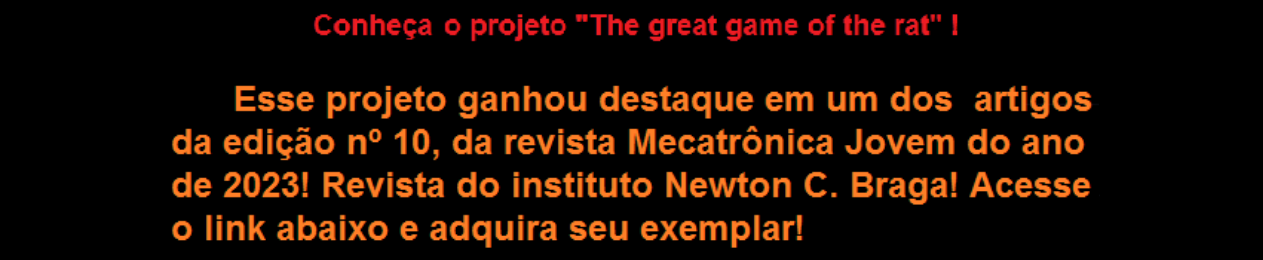 Conheça o projeto "The great game of the rat" !
Esse projeto ganhou destaque em um dos  artigos
da edição nº 10, da revista Mecatrônica Jovem do ano
de 2023! Revista do instituto Newton C. Braga! Acesse
o link abaixo e adquira seu exemplar!